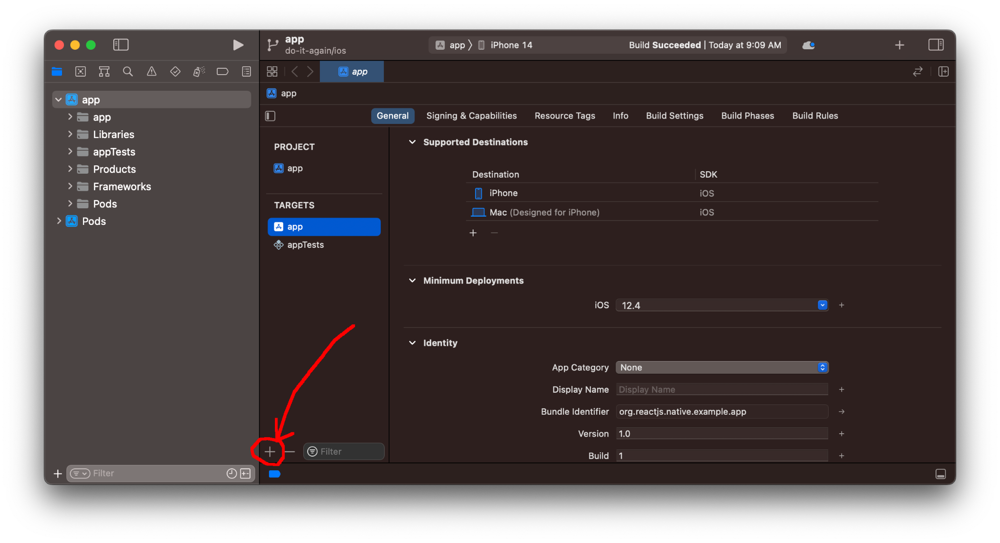 app
do-it-again/ios
app
iPhone 14
Build Succeeded | Today at 9:09 AM
app
app
app
app
Libraries
appTests
Products
Frameworks
Pods
Pods
Filter
General
Signing & Capabilities
Resource Tags
Info
Build Settings
Build Phases
Build Rules
PROJECT
app
TARGETS
app
appTests
Filter
Supported Destinations
Destination SDK
iPhone iOS
Mac (Designed for iPhone) iOS
Minimum Deployments
iOS 12.4
Identity
App Category None
Display Name Display Name
Bundle Identifier org.reactjs.native.example.app
Version 1.0
Build 1